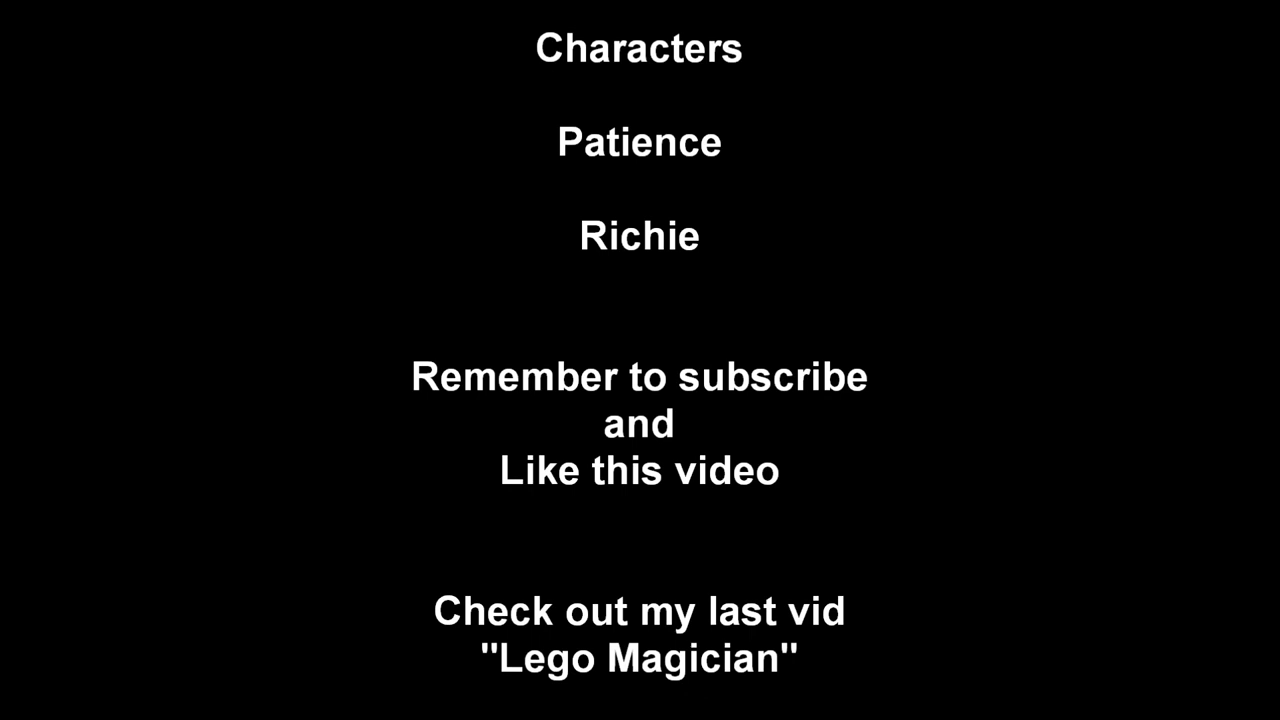 Characters
Patience
Richie
Remember to subscribe
and
Like this video
Check out my last vid
"Lego Magician"